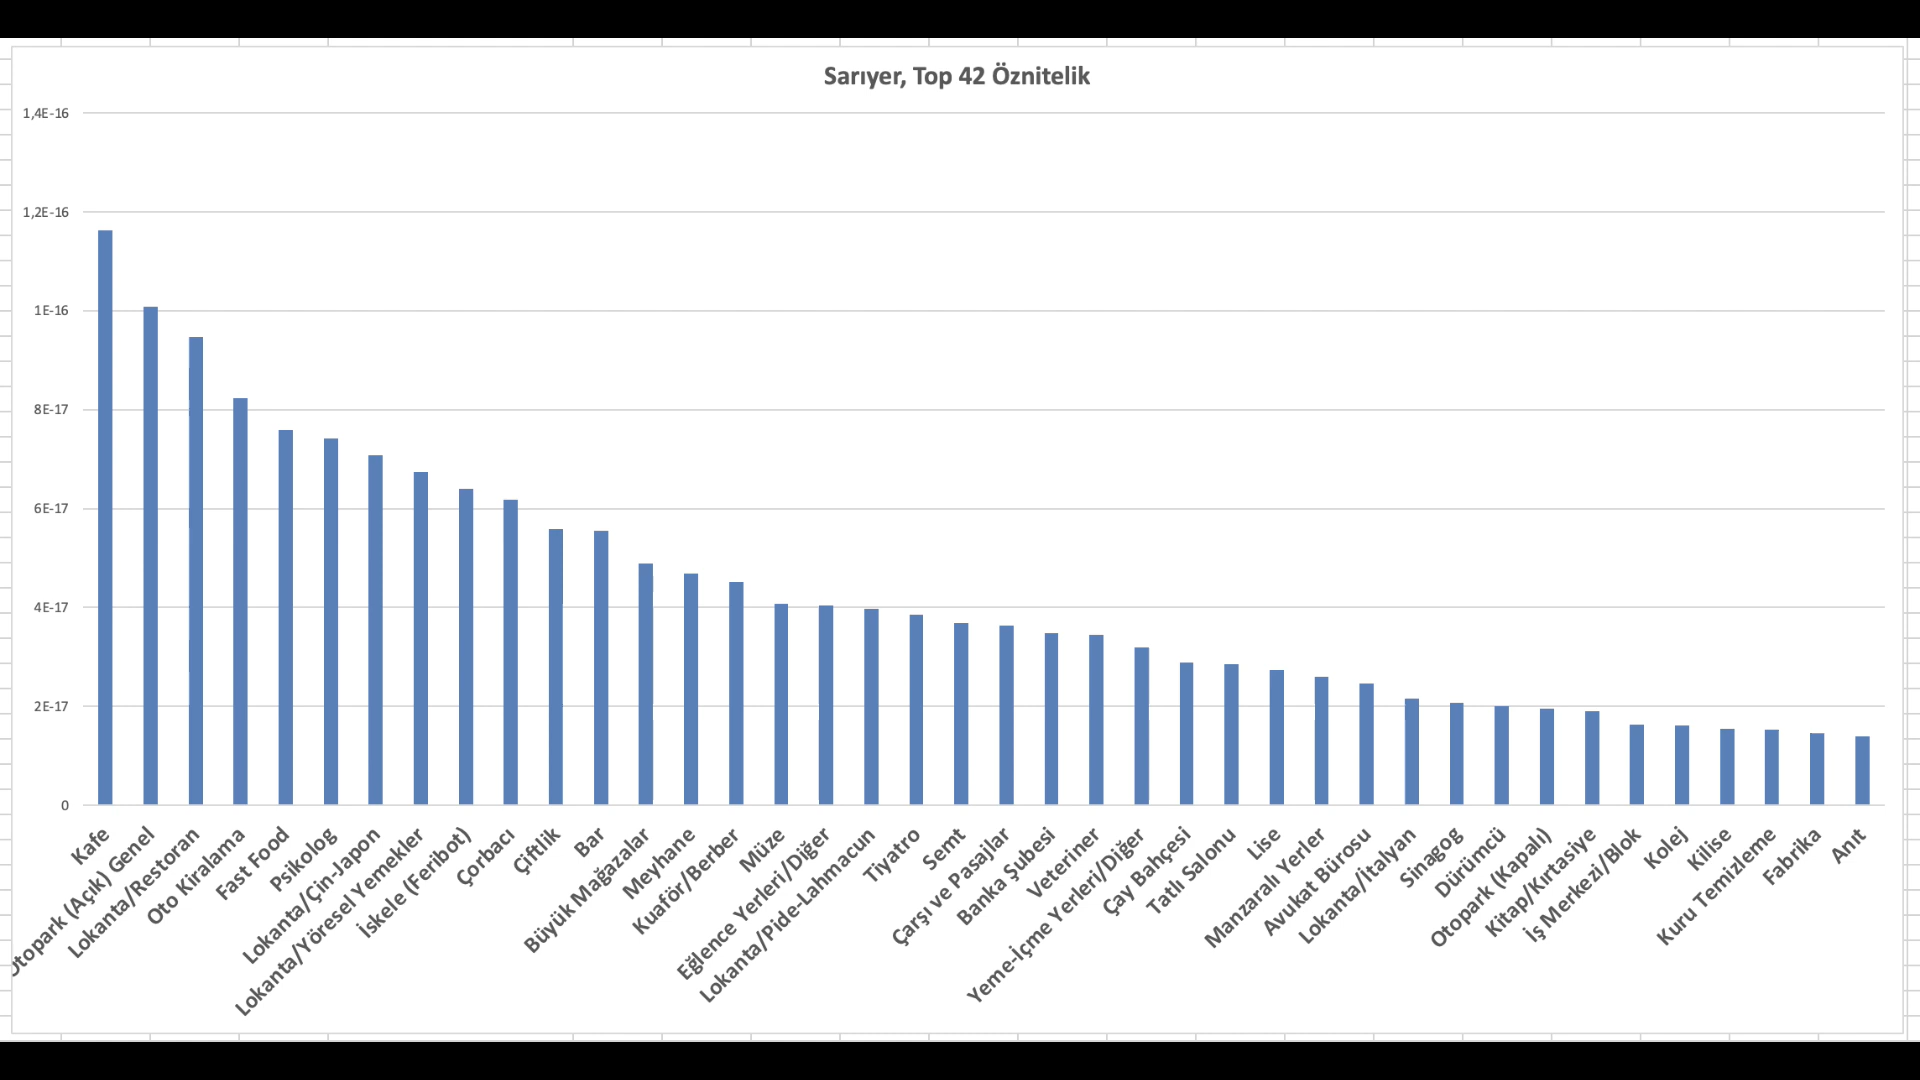 Sarıyer, Top 42 Öznitelik
1,4E-16
1,2E-16
1E-16
8E-17
6E-17
4E-17
2E-17
0
Kafe
Otopark (Açık) Genel
Lokanta/Restoran
Oto Kiralama
Fast Food
Psikolog
Lokanta/Çin-Japon
Lokanta/Yöresel Yemekler
İskele (Feribot)
Çorbacı
Çiftlik
Bar
Büyük Mağazalar
Meyhane
Kuaför/Berber
Müze
Eğlence Yerleri/Diğer
Lokanta/Pide-Lahmacun
Tiyatro
Semt
Çarşı ve Pasajlar
Banka Şubesi
Veteriner
Yeme-İçme Yerleri/Diğer
Çay Bahçesi
Tatlı Salonu
Lise
Manzaralı Yerler
Avukat Bürosu
Lokanta/İtalyan
Sinagog
Dürümcü
Otopark (Kapalı)
Kitap/Kırtasiye
İş Merkezi/Blok
Kolej
Kilise
Kuru Temizleme
Fabrika
Anıt